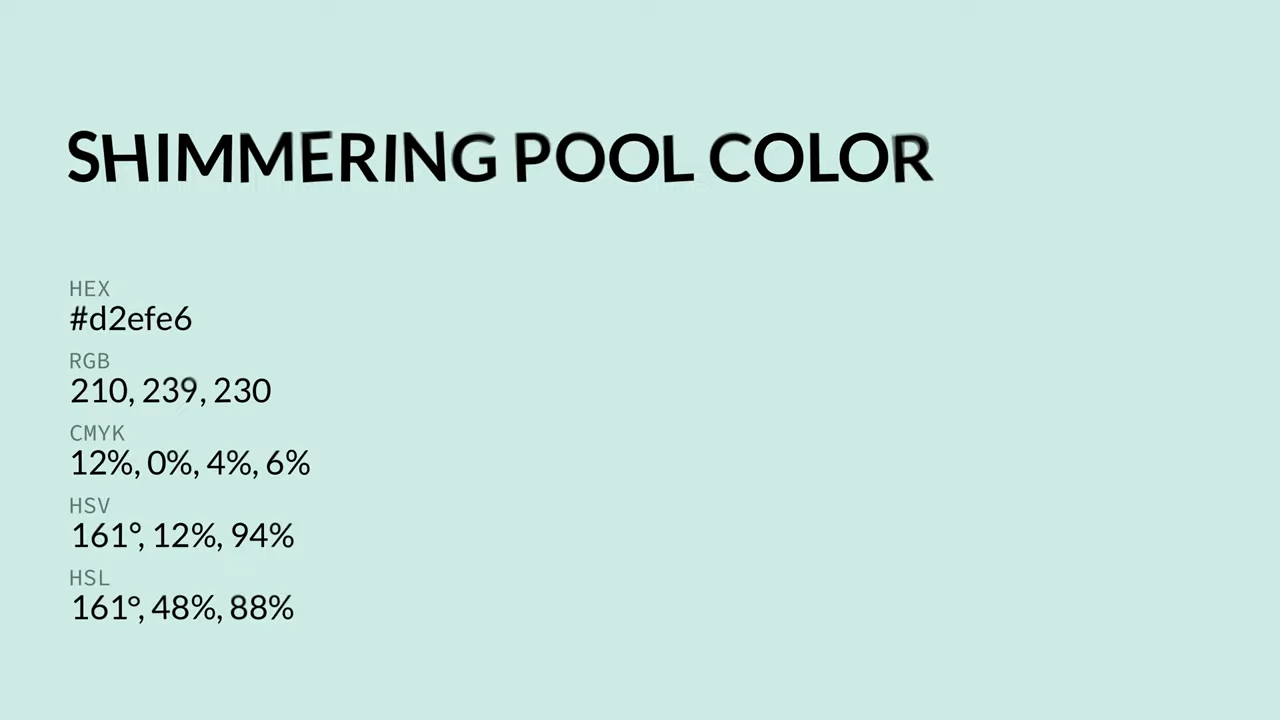 SHIMMERING POOL COLOR
HEX
#d2efe6
RGB
210, 239, 230
CMYK
12%, 0%, 4%, 6%
HSV
161°, 12%, 94%
HSL
161°, 48%, 88%